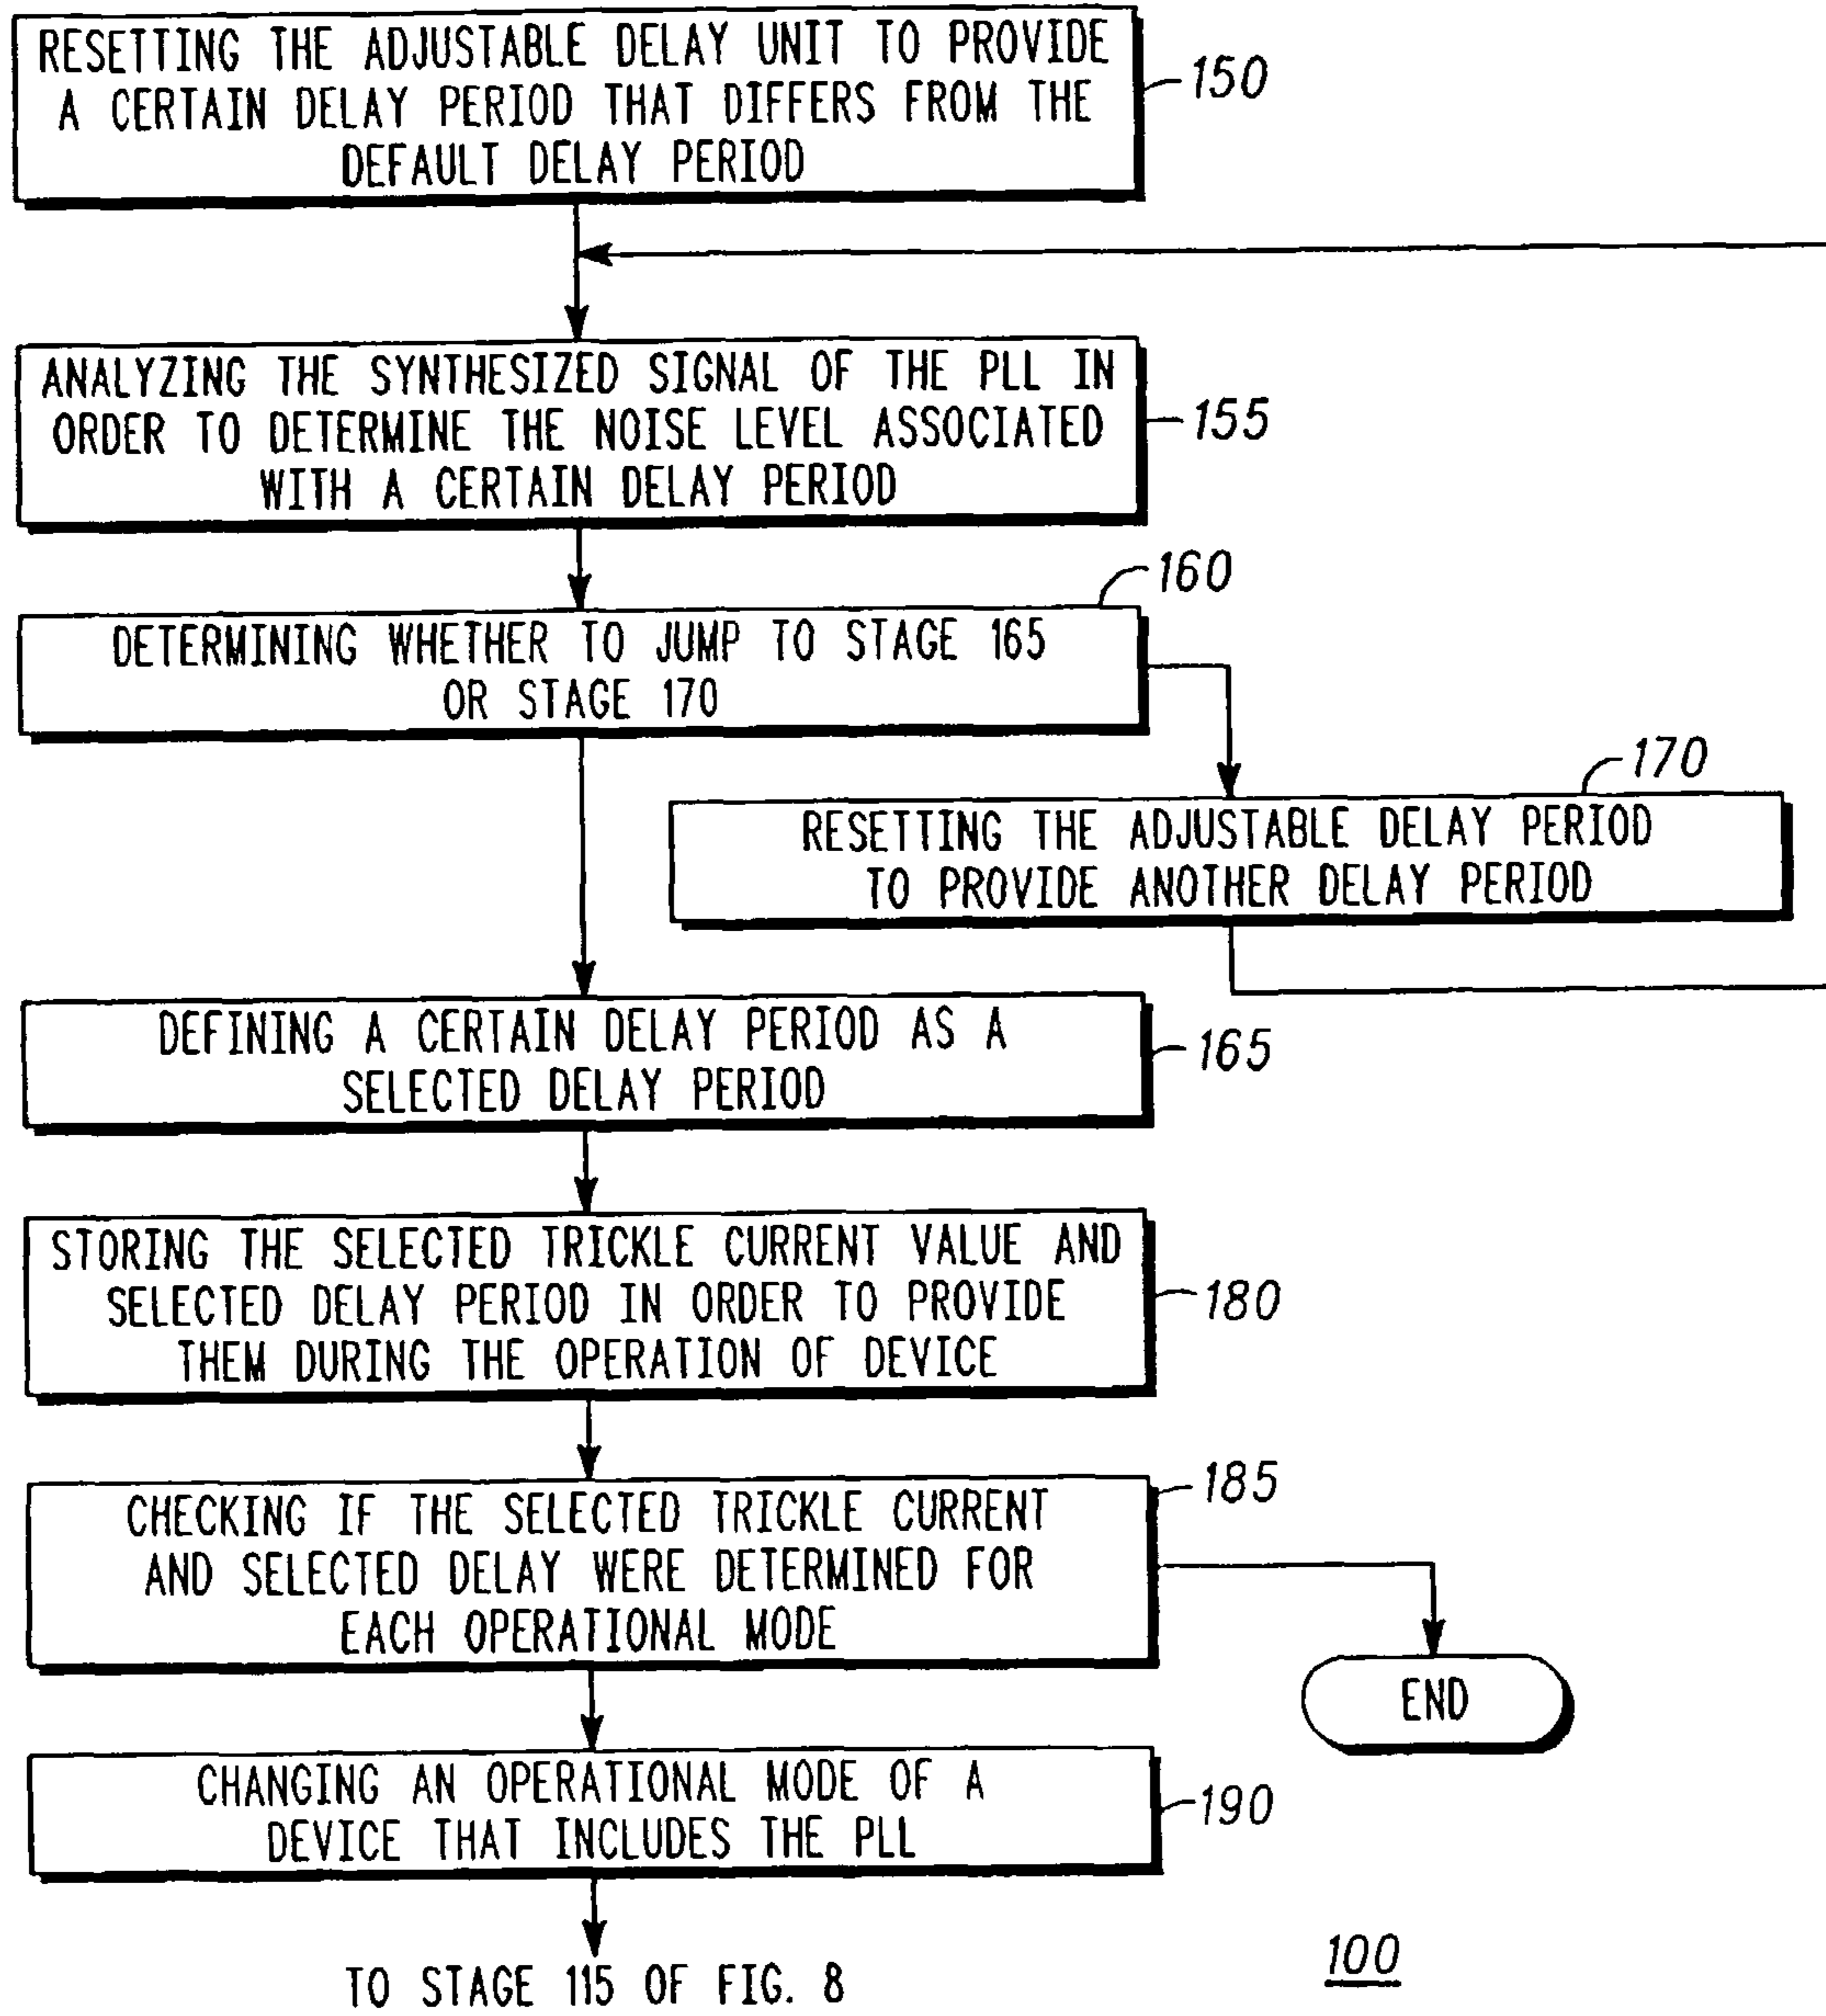 RESETTING THE ADJUSTABLE DELAY UNIT TO PROVIDE
A CERTAIN DELAY PERIOD THAT DIFFERS FROM THE
DEFAULT DELAY PERIOD
150
ANALYZING THE SYNTHESIZED SIGNAL OF THE PLL IN
ORDER TO DETERMINE THE NOISE LEVEL ASSOCIATED
WITH A CERTAIN DELAY PERIOD
155
160
DETERMINING WHETHER TO JUMP TO STAGE 165
OR STAGE 170
170
RESETTING THE ADJUSTABLE DELAY PERIOD
TO PROVIDE ANOTHER DELAY PERIOD
DEFINING A CERTAIN DELAY PERIOD AS A
SELECTED DELAY PERIOD
165
STORING THE SELECTED TRICKLE CURRENT VALUE AND
SELECTED DELAY PERIOD IN ORDER TO PROVIDE
THEM DURING THE OPERATION OF DEVICE
180
CHECKING IF THE SELECTED TRICKLE CURRENT
AND SELECTED DELAY WERE DETERMINED FOR
EACH OPERATIONAL MODE
185
END
CHANGING AN OPERATIONAL MODE OF A
DEVICE THAT INCLUDES THE PLL
190
TO STAGE 115 OF FIG. 8
100